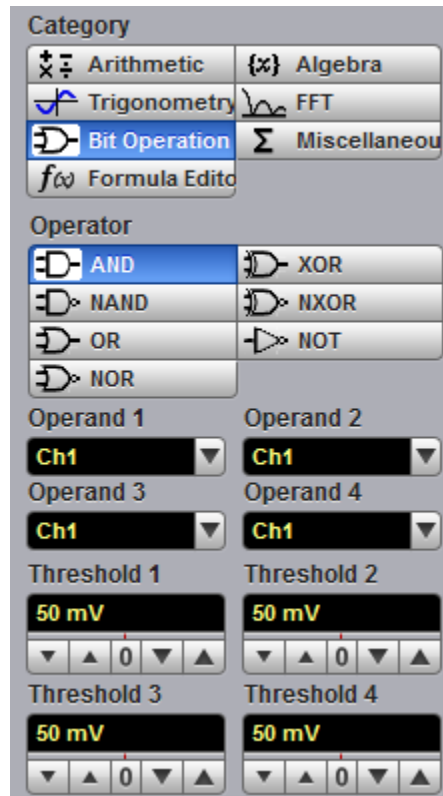 Category
Arithmetic {x} Algebra
Trigonometry FFT
Bit Operation Σ Miscellaneou
f(x) Formula Edito
Operator
AND XOR
NAND NXOR
OR NOT
NOR
Operand 1 Operand 2
Ch1 Ch1
Operand 3 Operand 4
Ch1 Ch1
Threshold 1 Threshold 2
50 mV 50 mV
0 0
Threshold 3 Threshold 4
50 mV 50 mV
0 0